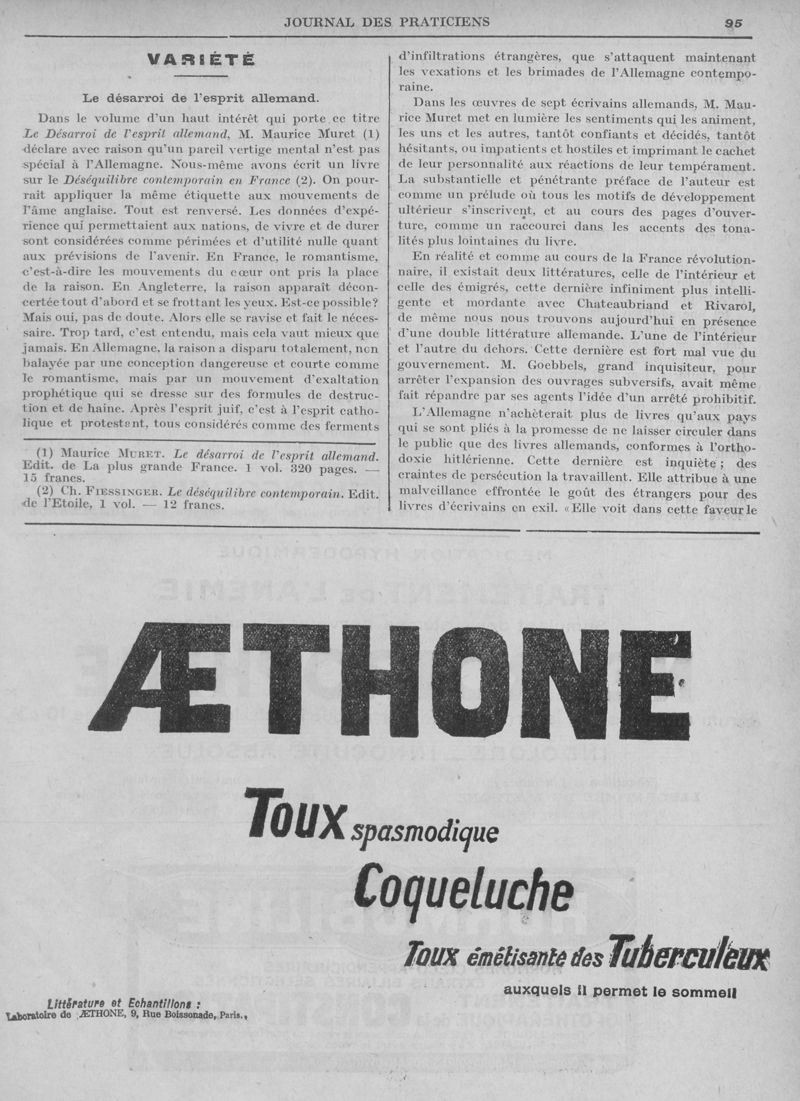 JOURNAL DES PRATICIENS 95
VARIÉTÉ
Le désarroi de l'esprit allemand.
Dans le volume d'un haut intérêt qui porte ce titre
Le Désarroi de l'esprit allemand, M. Maurice Muret (1)
déclare avec raison qu'un pareil vertige mental n'est pas
spécial à l'Allemagne. Nous-même avons écrit un livre
sur le Déséquilibre contemporain en France (2). On pour-
rait appliquer la même étiquette aux mouvements de
l'âme anglaise. Tout est renversé. Les données d'expé-
rience qui permettaient aux nations, de vivre et de durer
sont considérées comme périmées et d'utilité nulle quant
aux prévisions de l'avenir. En France, le romantisme,
c'est-à-dire les mouvements du cœur ont pris la place
de la raison. En Angleterre, la raison apparaît décon-
certée tout d'abord et se frottant les yeux. Est-ce possible?
Mais oui, pas de doute. Alors elle se ravise et fait le néces-
saire. Trop tard, c'est entendu, mais cela vaut mieux que
jamais. En Allemagne, la raison a disparu totalement, non
balayée par une conception dangereuse et courte comme
le romantisme, mais par un mouvement d'exaltation
prophétique qui se dresse sur des formules de destruc-
tion et de haine. Après l'esprit juif, c'est à l'esprit catho-
lique et protestant, tous considérés comme des ferments
(1) Maurice MURET. Le désarroi de l'esprit allemand.
Edit. de La plus grande France. 1 vol. 320 pages. —
15 francs.
(2) Ch. FIESSINGER. Le déséquilibre contemporain. Edit.
de l'Etoile, 1 vol. — 12 francs.
d'infiltrations étrangères, que s'attaquent maintenant
les vexations et les brimades de l'Allemagne contempo-
raine.
Dans les œuvres de sept écrivains allemands, M. Mau-
rice Muret met en lumière les sentiments qui les animent,
les uns et les autres, tantôt confiants et décidés, tantôt
hésitants, ou impatients et hostiles et imprimant le cachet
de leur personnalité aux réactions de leur tempérament.
La substantielle et pénétrante préface de l'auteur est
comme un prélude où tous les motifs de développement
ultérieur s'inscrivent, et au cours des pages d'ouver-
ture, comme un raccourci dans les accents des tona-
lités plus lointaines du livre.
En réalité et comme au cours de la France révolution-
naire, il existait deux littératures, celle de l'intérieur et
celle des émigrés, cette dernière infiniment plus intelli-
gente et mordante avec Chateaubriand et Rivarol,
de même nous nous trouvons aujourd'hui en présence
d'une double littérature allemande. L'une de l'intérieur
et l'autre du dehors. Cette dernière est fort mal vue du
gouvernement. M. Goebbels, grand inquisiteur, pour
arrêter l'expansion des ouvrages subversifs, avait même
fait répandre par ses agents l'idée d'un arrêté prohibitif.
L'Allemagne n'achèterait plus de livres qu'aux pays
qui se sont pliés à la promesse de ne laisser circuler dans
le public que des livres allemands, conformes à l'ortho-
doxie hitlérienne. Cette dernière est inquiète ; des
craintes de persécution la travaillent. Elle attribue à une
malveillance effrontée le goût des étrangers pour des
livres d'écrivains en exil. «Elle voit dans cette faveur le
ÆTHONE
Toux spasmodique
Coqueluche
Toux émétisante des Tuberculeux
auxquels il permet le sommeil
Littérature et Echantillons :
Laboratoire de ÆTHONE, 9, Rue Boissonade, Paris.,